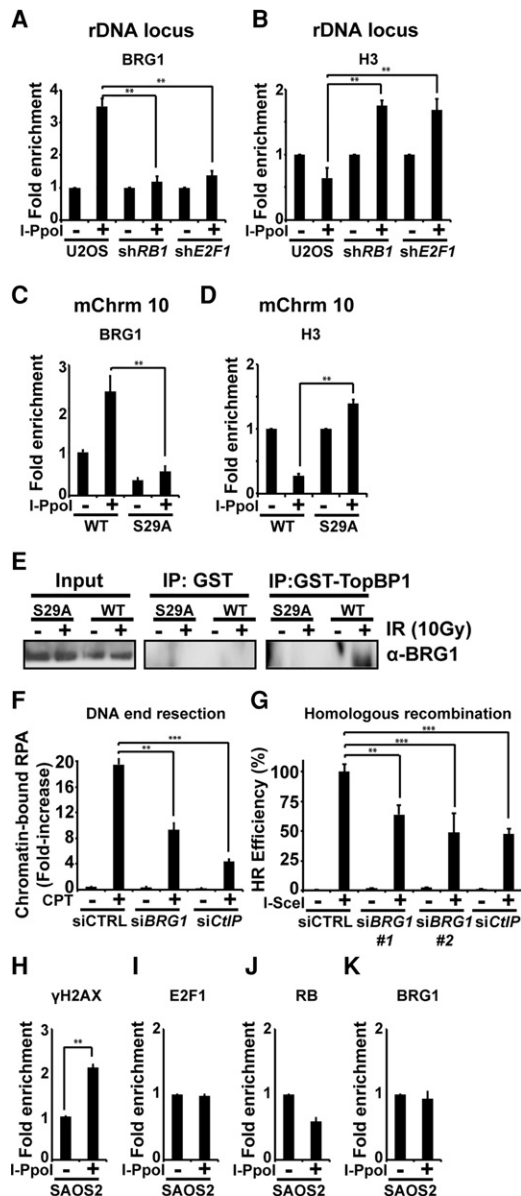 A
rDNA locus
BRG1
Fold enrichment
4
3
2
1
0
**
**
I-PpoI
- + - + - +
U2OS shRB1 shE2F1
B
rDNA locus
H3
Fold enrichment
2
1
0
**
**
I-PpoI
- + - + - +
U2OS shRB1 shE2F1
C
mChrm 10
BRG1
Fold enrichment
3
2
1
0
**
I-PpoI
- + - +
WT S29A
D
mChrm 10
H3
Fold enrichment
2
1
0
**
I-PpoI
- + - +
WT S29A
E
Input IP: GST IP:GST-TopBP1
S29A WT S29A WT S29A WT
- + - + - + - + - + - + IR (10Gy)
α-BRG1
F
DNA end resection
Chromatin-bound RPA
(Fold-increase)
20
16
12
8
4
0
***
**
CPT
- + - + - +
siCTRL siBRG1 siCtIP
G
Homologous recombination
HR Efficiency (%)
100
75
50
25
0
***
***
**
I-SceI
- + - + - + - +
siCTRL siBRG1 siBRG1 siCtIP
#1 #2
H
γH2AX
Fold enrichment
3
2
1
0
**
I-PpoI
- +
SAOS2
I
E2F1
Fold enrichment
2
1
0
I-PpoI
- +
SAOS2
J
RB
Fold enrichment
2
1
0
I-PpoI
- +
SAOS2
K
BRG1
Fold enrichment
2
1
0
I-PpoI
- +
SAOS2